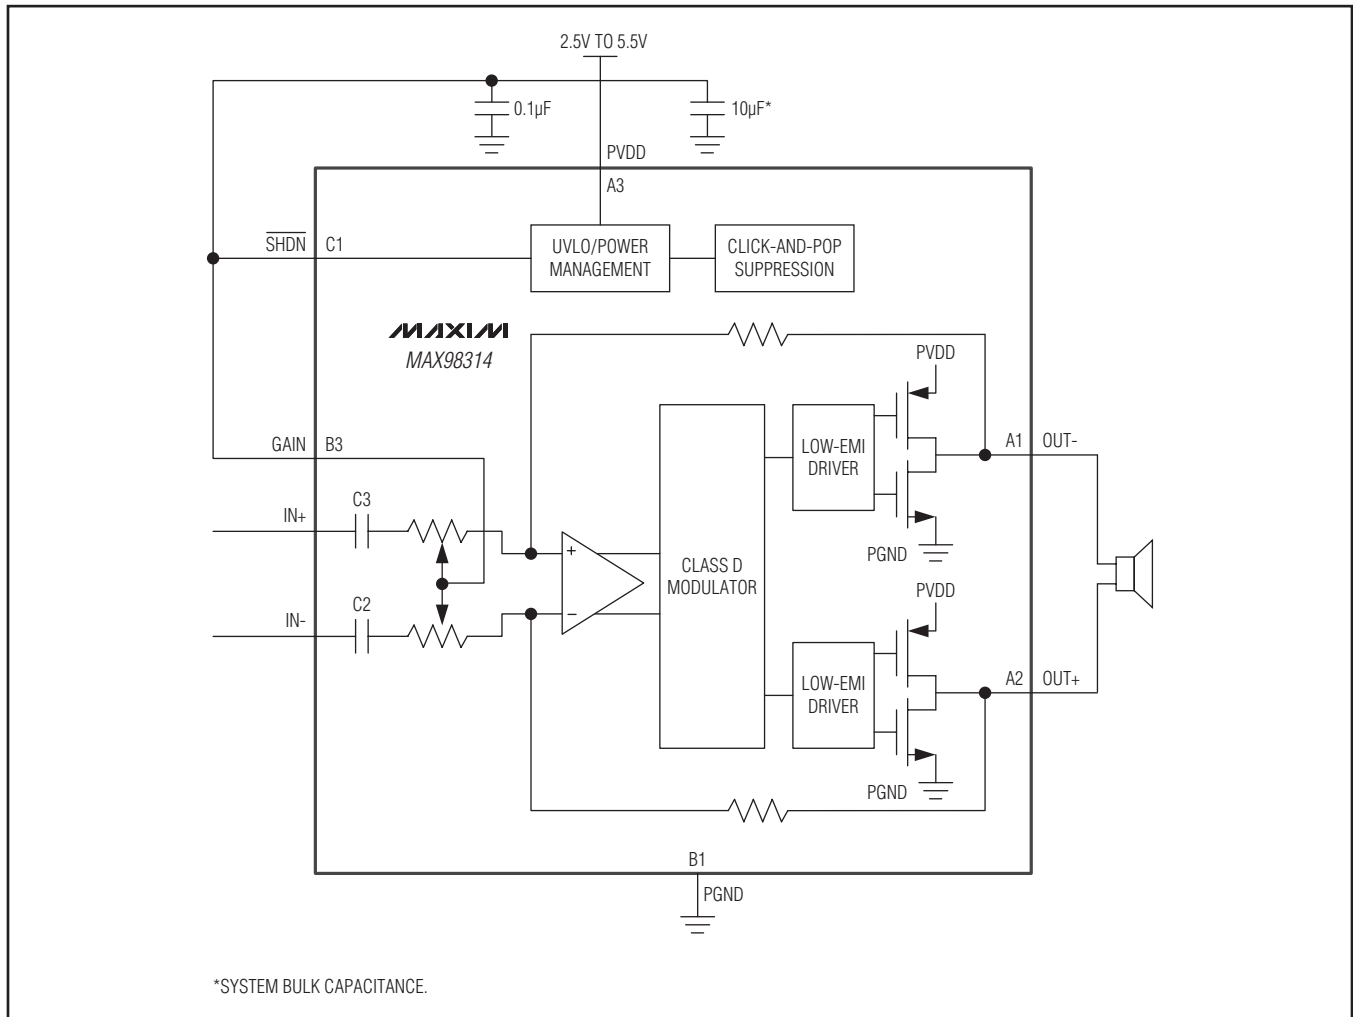 2.5V TO 5.5V
0.1µF
10µF*
PVDD
A3
SHDN
C1
UVLO/POWER
MANAGEMENT
CLICK-AND-POP
SUPPRESSION
MAXIM
MAX98314
PVDD
GAIN
B3
LOW-EMI
DRIVER
A1
OUT-
C3
IN+
PGND
+
CLASS D
MODULATOR
PVDD
C2
−
IN-
LOW-EMI
DRIVER
A2
OUT+
PGND
B1
PGND
*SYSTEM BULK CAPACITANCE.